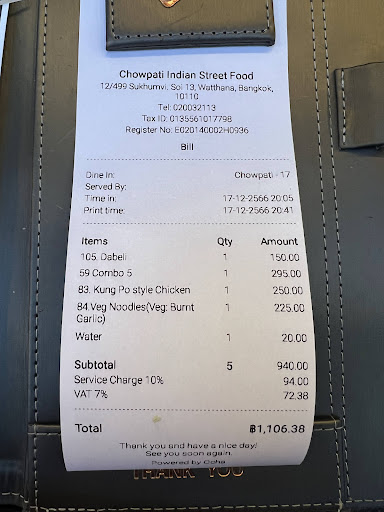 Chowpati Indian Street Food
12/499 Sukhumvi, Soi 13, Watthana, Bangkok,
10110
Tel: 020032113
Tax ID: 0135561017798
Register No: E020140002H0936
Bill
Dine In: Chowpati - 17
Served By:
Time in: 17-12-2566 20:05
Print time: 17-12-2566 20:41
Items Qty Amount
105. Dabeli 1 150.00
59 Combo 5 1 295.00
83. Kung Po style Chicken 1 250.00
84.Veg Noodles(Veg: Burnt 1 225.00
Garlic)
Water 1 20.00
Subtotal 5 940.00
Service Charge 10% 94.00
VAT 7% 72.38
Total ฿1,106.38
Thank you and have a nice day!
See you soon again.
Powered by Ooha
THANK YOU